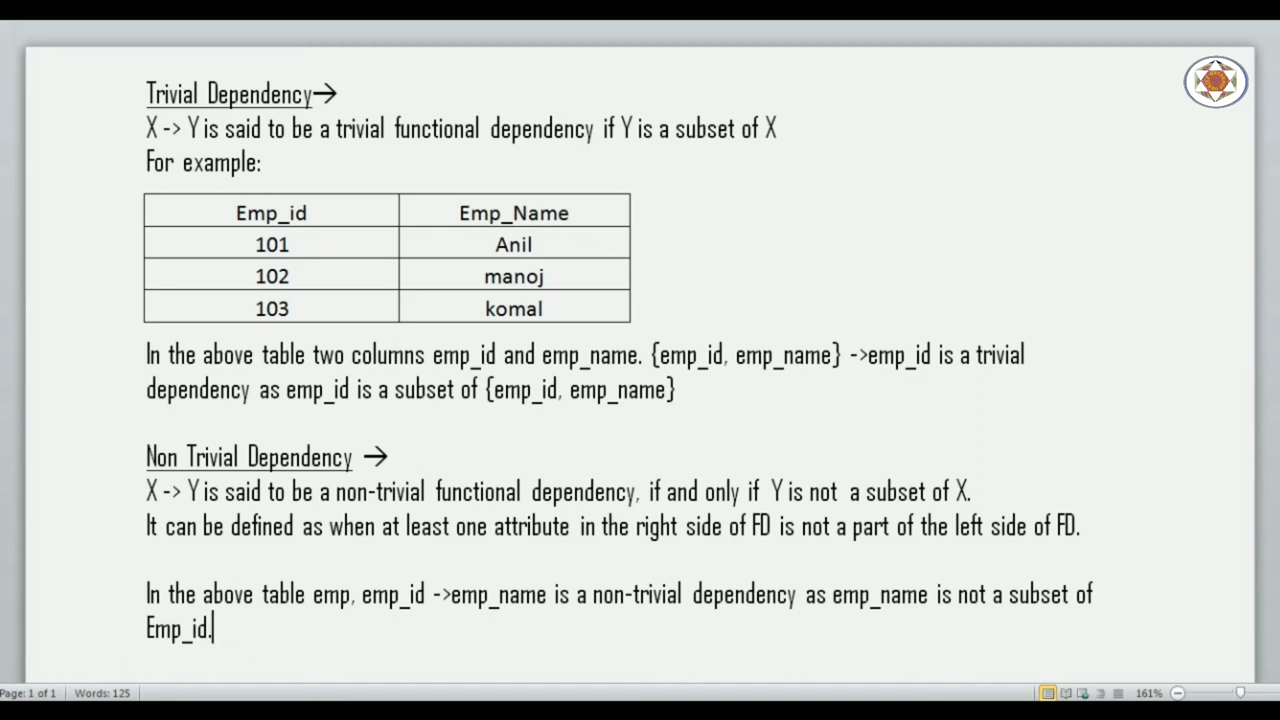 Trivial Dependency→
X -> Y is said to be a trivial functional dependency if Y is a subset of X
For example:
Emp_id Emp_Name
101 Anil
102 manoj
103 komal
In the above table two columns emp_id and emp_name. {emp_id, emp_name} ->emp_id is a trivial
dependency as emp_id is a subset of {emp_id, emp_name}
Non Trivial Dependency →
X -> Y is said to be a non-trivial functional dependency, if and only if Y is not a subset of X.
It can be defined as when at least one attribute in the right side of FD is not a part of the left side of FD.
In the above table emp, emp_id ->emp_name is a non-trivial dependency as emp_name is not a subset of
Emp_id.
Page: 1 of 1 Words: 125 161%